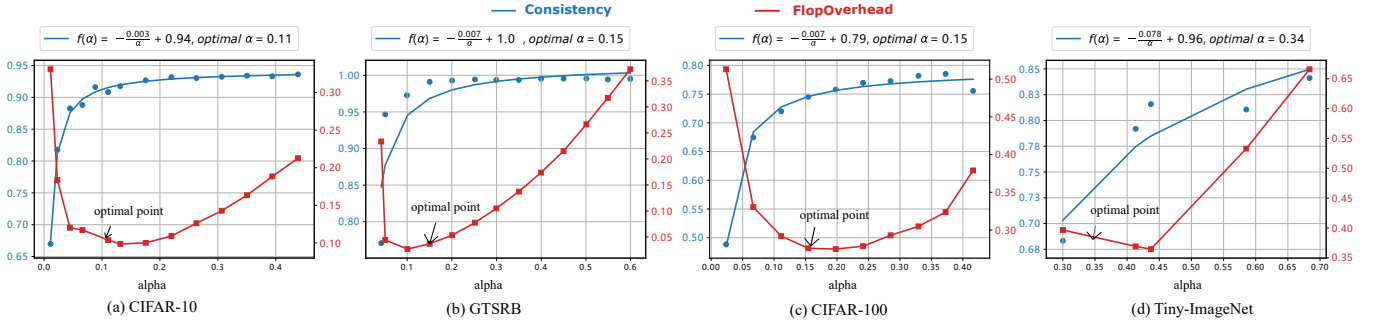 Consistency FlopOverhead
f(α) = −0.003/α + 0.94, optimal α = 0.11
0.95
0.90
0.85
0.80
0.75
0.70
0.65
0.30
0.25
0.20
0.15
0.10
optimal point
0.0 0.1 0.2 0.3 0.4
alpha
(a) CIFAR-10
f(α) = −0.007/α + 1.0 , optimal α = 0.15
1.00
0.95
0.90
0.85
0.80
0.35
0.30
0.25
0.20
0.15
0.10
0.05
optimal point
0.1 0.2 0.3 0.4 0.5 0.6
alpha
(b) GTSRB
f(α) = −0.007/α + 0.79, optimal α = 0.15
0.80
0.75
0.70
0.65
0.60
0.55
0.50
0.50
0.45
0.40
0.35
0.30
optimal point
0.00 0.05 0.10 0.15 0.20 0.25 0.30 0.35 0.40
alpha
(c) CIFAR-100
f(α) = −0.078/α + 0.96, optimal α = 0.34
0.85
0.83
0.80
0.78
0.75
0.73
0.70
0.68
0.65
0.60
0.55
0.50
0.45
0.40
0.35
optimal point
0.30 0.35 0.40 0.45 0.50 0.55 0.60 0.65 0.70
alpha
(d) Tiny-ImageNet